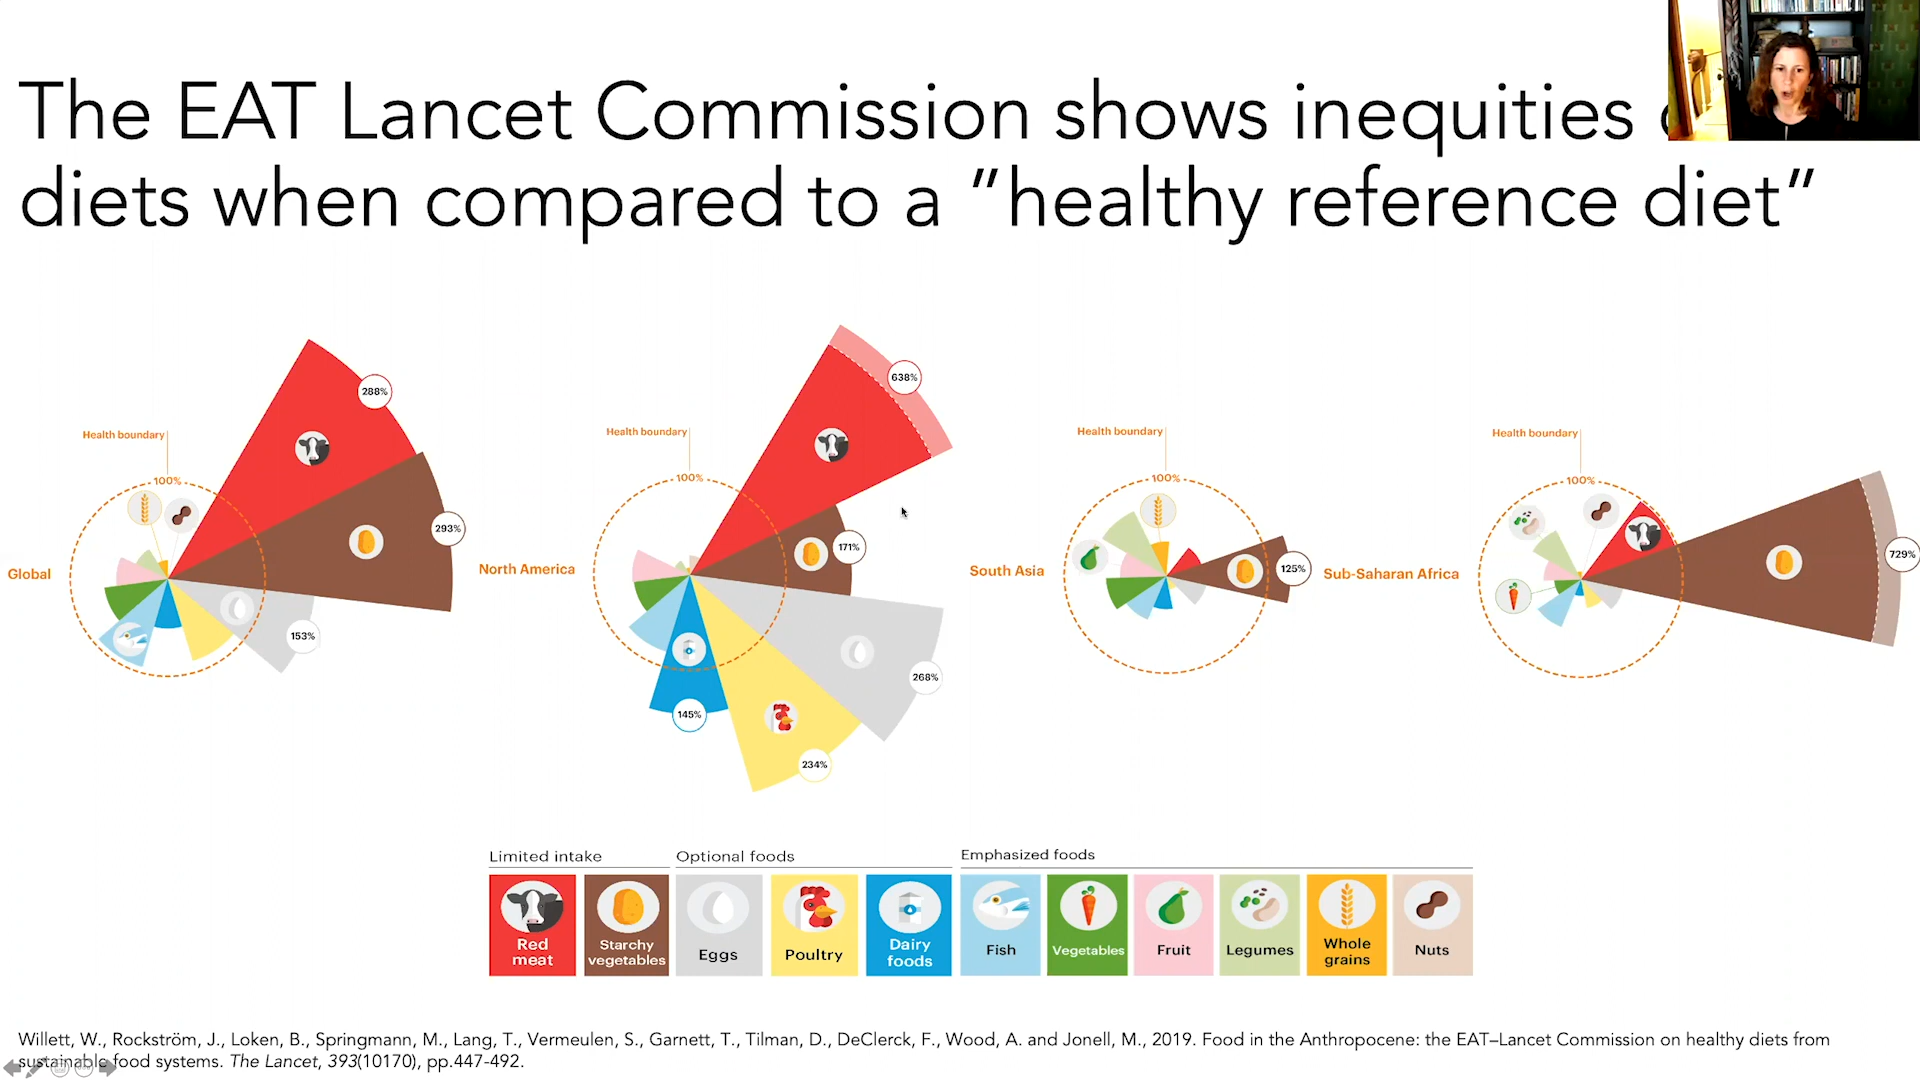 The EAT Lancet Commission shows inequities
diets when compared to a "healthy reference diet"
Global
Health boundary
100%
288%
293%
153%
North America
Health boundary
100%
638%
171%
268%
234%
145%
South Asia
Health boundary
100%
125%
Sub-Saharan Africa
Health boundary
100%
729%
Limited intake
Optional foods
Emphasized foods
Red
meat
Starchy
vegetables
Eggs
Poultry
Dairy
foods
Fish
Vegetables
Fruit
Legumes
Whole
grains
Nuts
Willett, W., Rockström, J., Loken, B., Springmann, M., Lang, T., Vermeulen, S., Garnett, T., Tilman, D., DeClerck, F., Wood, A. and Jonell, M., 2019. Food in the Anthropocene: the EAT–Lancet Commission on healthy diets from
sustainable food systems. The Lancet, 393(10170), pp.447-492.